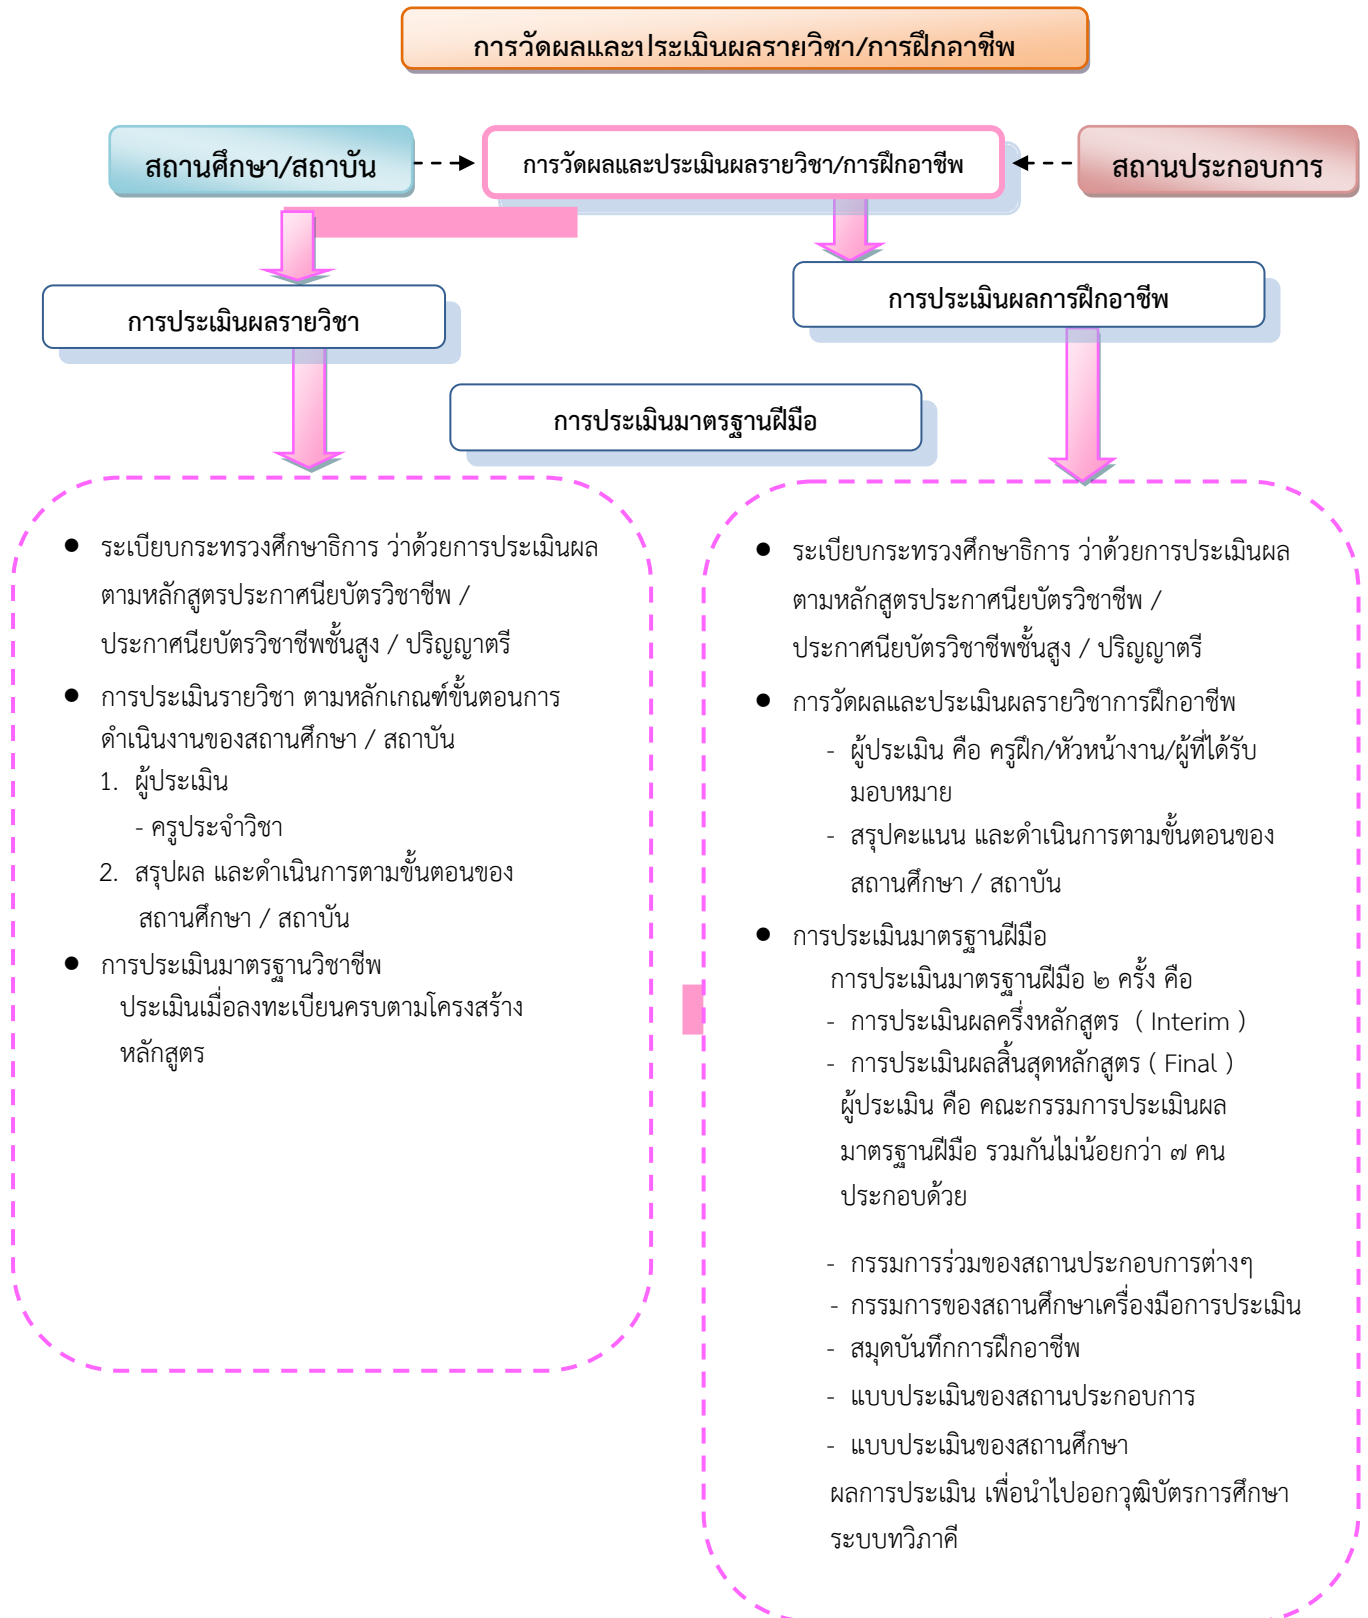 การวัดผลและประเมินผลรายวิชา/การฝึกอาชีพ
สถานศึกษา/สถาบัน
การวัดผลและประเมินผลรายวิชา/การฝึกอาชีพ
สถานประกอบการ
การประเมินผลรายวิชา
การประเมินผลการฝึกอาชีพ
การประเมินมาตรฐานฝีมือ
● ระเบียบกระทรวงศึกษาธิการ ว่าด้วยการประเมินผล
ตามหลักสูตรประกาศนียบัตรวิชาชีพ /
ประกาศนียบัตรวิชาชีพชั้นสูง / ปริญญาตรี
● การประเมินรายวิชา ตามหลักเกณฑ์ขั้นตอนการ
ดำเนินงานของสถานศึกษา / สถาบัน
1. ผู้ประเมิน
- ครูประจำวิชา
2. สรุปผล และดำเนินการตามขั้นตอนของ
สถานศึกษา / สถาบัน
● การประเมินมาตรฐานวิชาชีพ
ประเมินเมื่อลงทะเบียนครบตามโครงสร้าง
หลักสูตร
● ระเบียบกระทรวงศึกษาธิการ ว่าด้วยการประเมินผล
ตามหลักสูตรประกาศนียบัตรวิชาชีพ /
ประกาศนียบัตรวิชาชีพชั้นสูง / ปริญญาตรี
● การวัดผลและประเมินผลรายวิชาการฝึกอาชีพ
- ผู้ประเมิน คือ ครูฝึก/หัวหน้างาน/ผู้ที่ได้รับ
มอบหมาย
- สรุปคะแนน และดำเนินการตามขั้นตอนของ
สถานศึกษา / สถาบัน
● การประเมินมาตรฐานฝีมือ
การประเมินมาตรฐานฝีมือ ๒ ครั้ง คือ
- การประเมินผลครึ่งหลักสูตร ( Interim )
- การประเมินผลสิ้นสุดหลักสูตร ( Final )
ผู้ประเมิน คือ คณะกรรมการประเมินผล
มาตรฐานฝีมือ รวมกันไม่น้อยกว่า ๗ คน
ประกอบด้วย
- กรรมการร่วมของสถานประกอบการต่างๆ
- กรรมการของสถานศึกษาเครื่องมือการประเมิน
- สมุดบันทึกการฝึกอาชีพ
- แบบประเมินของสถานประกอบการ
- แบบประเมินของสถานศึกษา
ผลการประเมิน เพื่อนำไปออกวุฒิบัตรการศึกษา
ระบบทวิภาคี